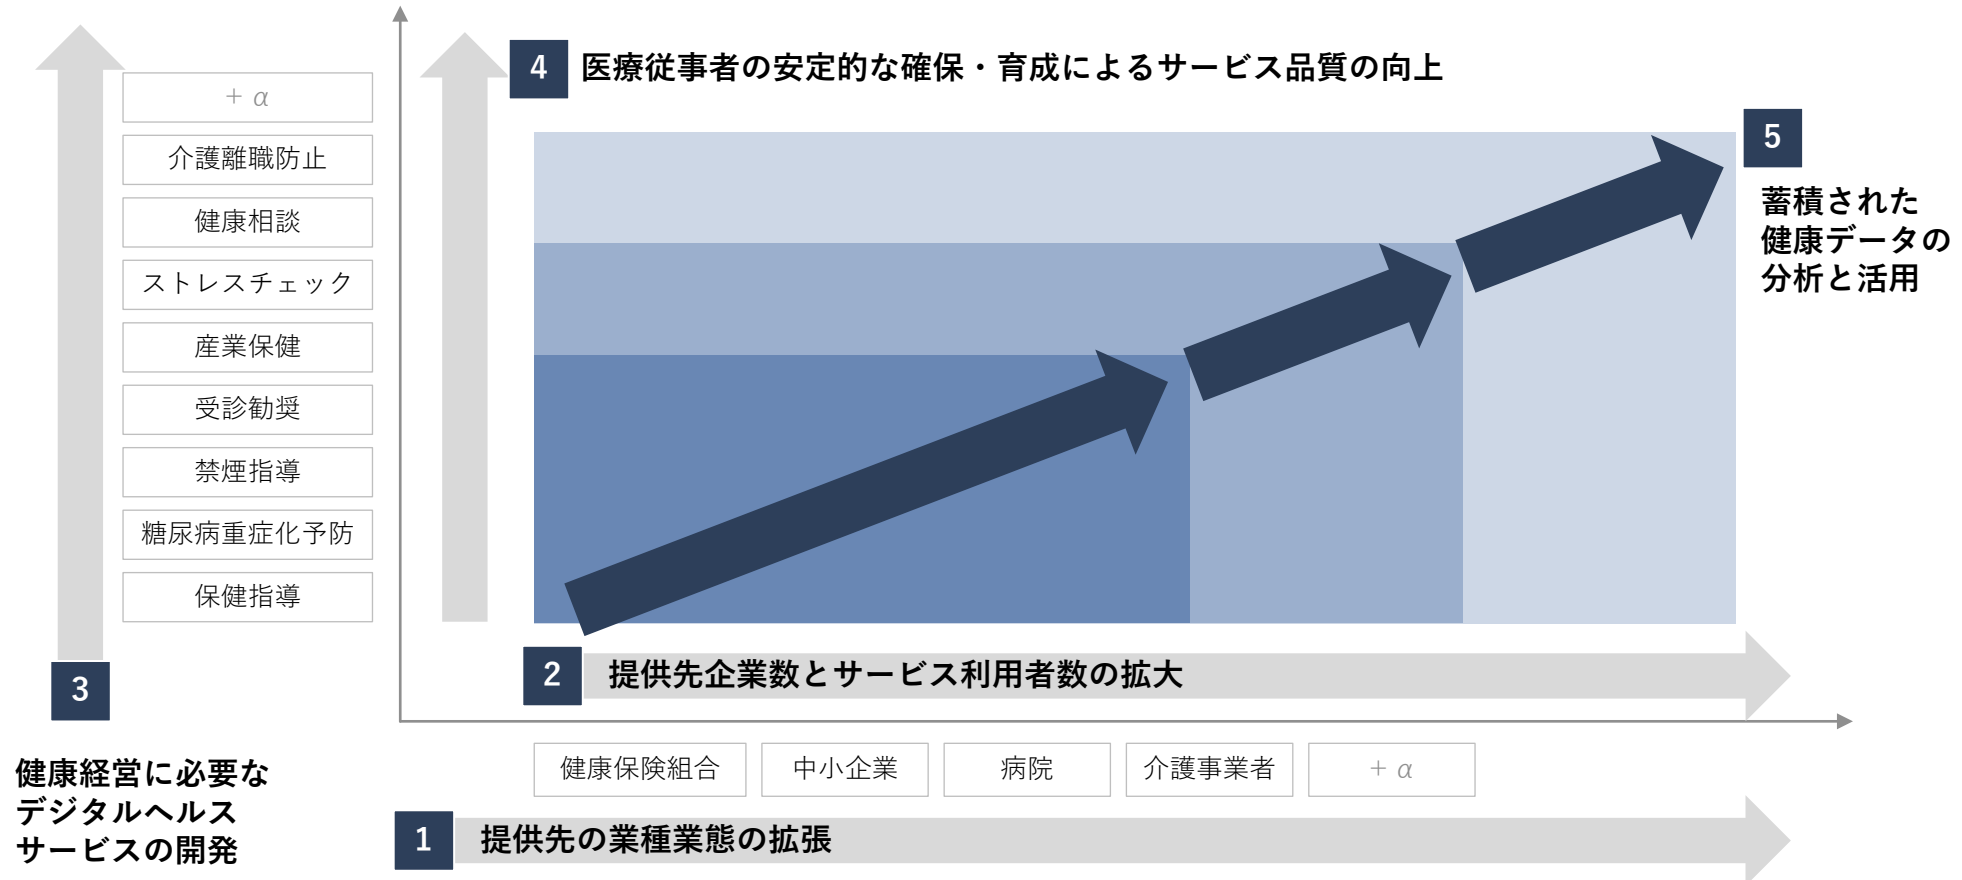 4
医療従事者の安定的な確保・育成によるサービス品質の向上
+ α
介護離職防止
健康相談
ストレスチェック
産業保健
受診勧奨
禁煙指導
糖尿病重症化予防
保健指導
3
健康経営に必要な
デジタルヘルス
サービスの開発
5
蓄積された
健康データの
分析と活用
2
提供先企業数とサービス利用者数の拡大
健康保険組合
中小企業
病院
介護事業者
+ α
1
提供先の業種業態の拡張